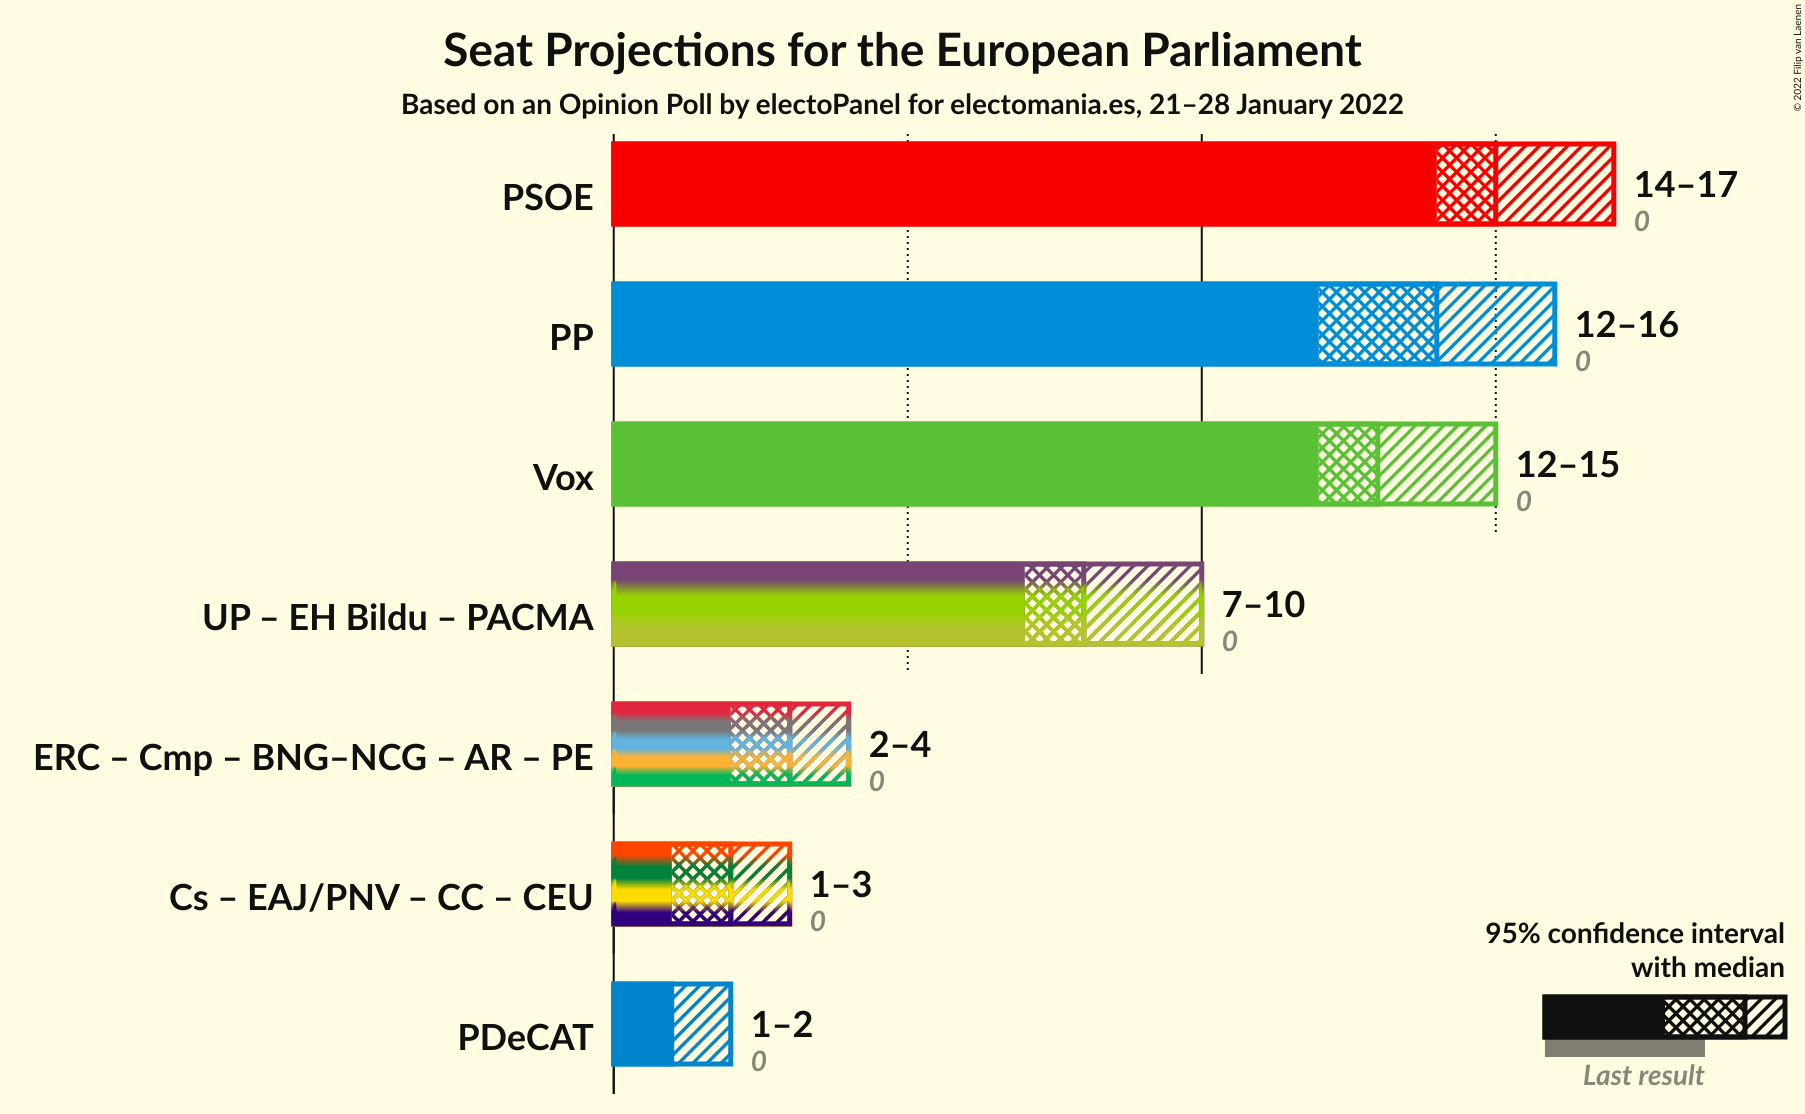 Seat Projections for the European Parliament
Based on an Opinion Poll by electoPanel for electomania.es, 21–28 January 2022
© 2022 Filip van Laenen
PSOE
14–17
0
PP
12–16
0
Vox
12–15
0
UP – EH Bildu – PACMA
7–10
0
ERC – Cmp – BNG–NCG – AR – PE
2–4
0
Cs – EAJ/PNV – CC – CEU
1–3
0
PDeCAT
1–2
0
95% confidence interval
with median
Last result